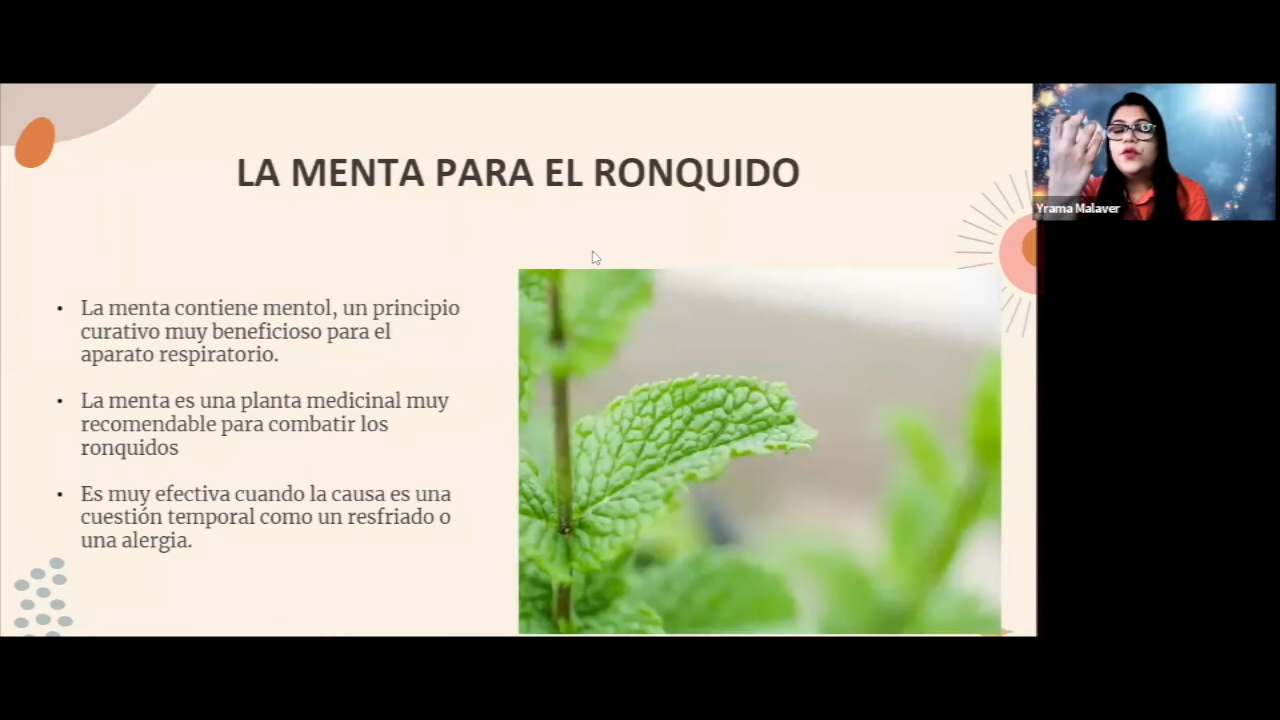 LA MENTA PARA EL RONQUIDO
Yrama Malaver
• La menta contiene mentol, un principio
curativo muy beneficioso para el
aparato respiratorio.
• La menta es una planta medicinal muy
recomendable para combatir los
ronquidos
• Es muy efectiva cuando la causa es una
cuestión temporal como un resfriado o
una alergia.